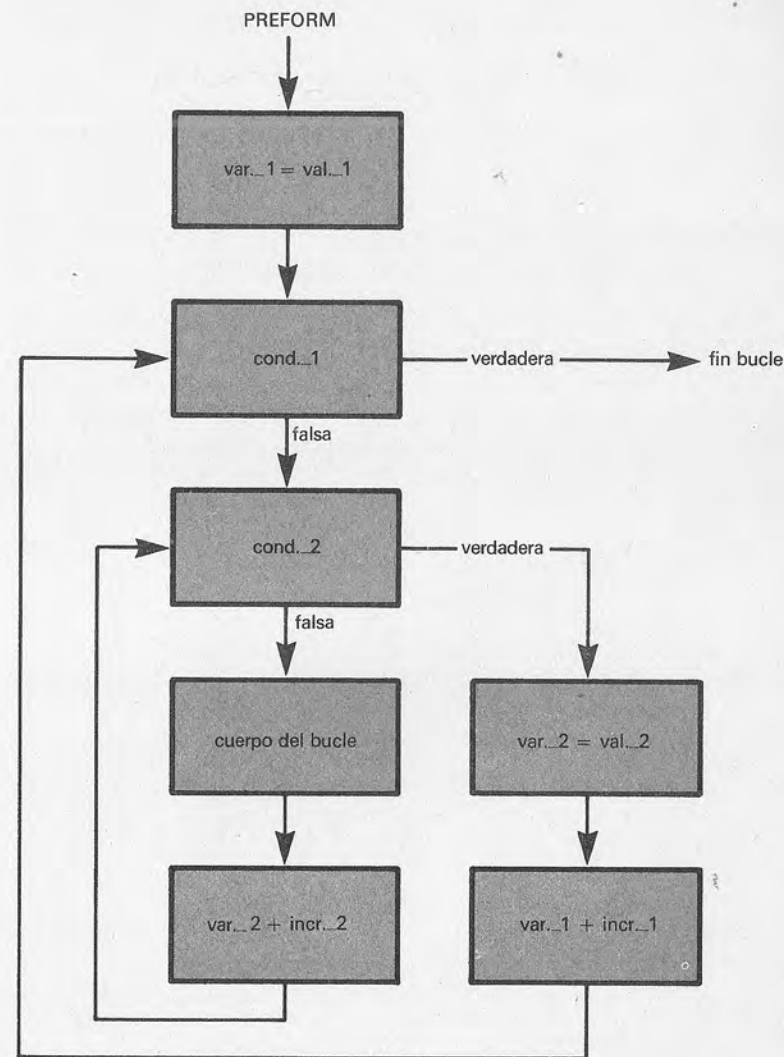 PREFORM
var._1 = val._1
cond._1
verdadera
fin bucle
falsa
cond._2
verdadera
falsa
cuerpo del bucle
var._2 = val._2
var._2 + incr._2
var._1 + incr._1